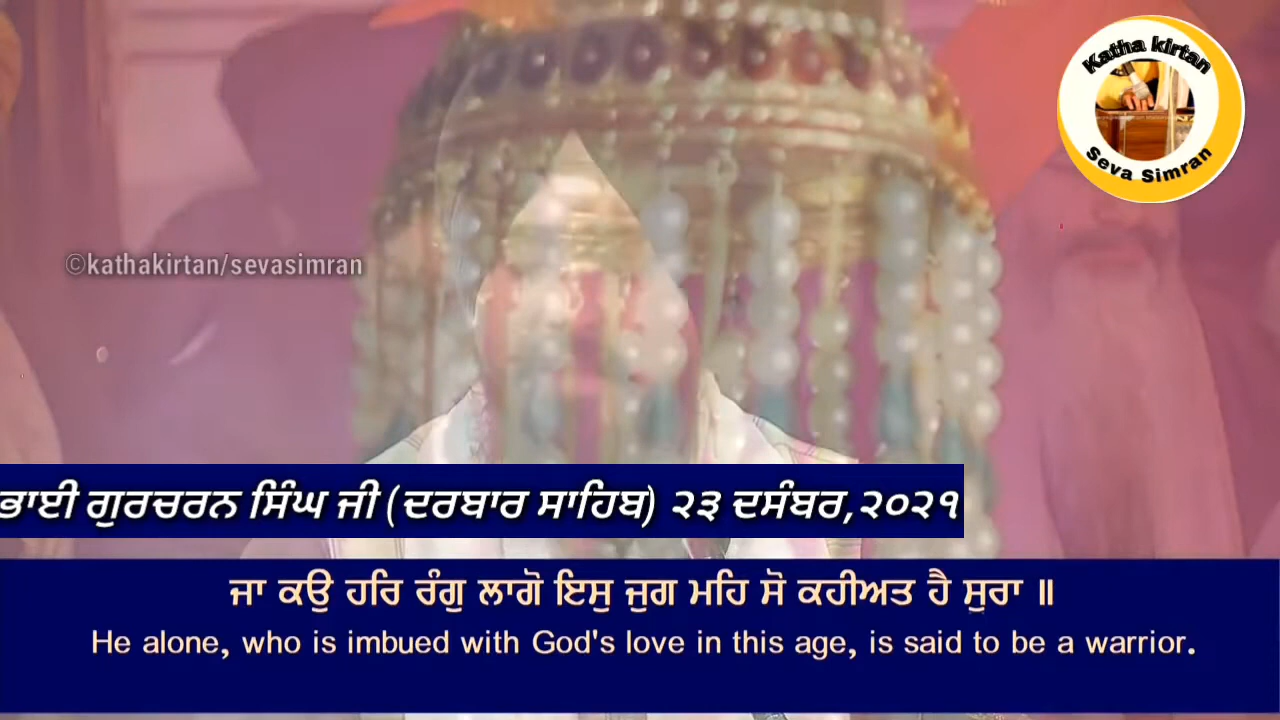 Katha kirtan
Seva Simran
©kathakirtan/sevasimran
ਭਾਈ ਗੁਰਚਰਨ ਸਿੰਘ ਜੀ (ਦਰਬਾਰ ਸਾਹਿਬ) ੨੩ ਦਸੰਬਰ,੨੦੨੧
ਜਾ ਕਉ ਹਰਿ ਰੰਗੁ ਲਾਗੋ ਇਸੁ ਜੁਗ ਮਹਿ ਸੋ ਕਹੀਅਤ ਹੈ ਸੂਰਾ ॥
He alone, who is imbued with God's love in this age, is said to be a warrior.